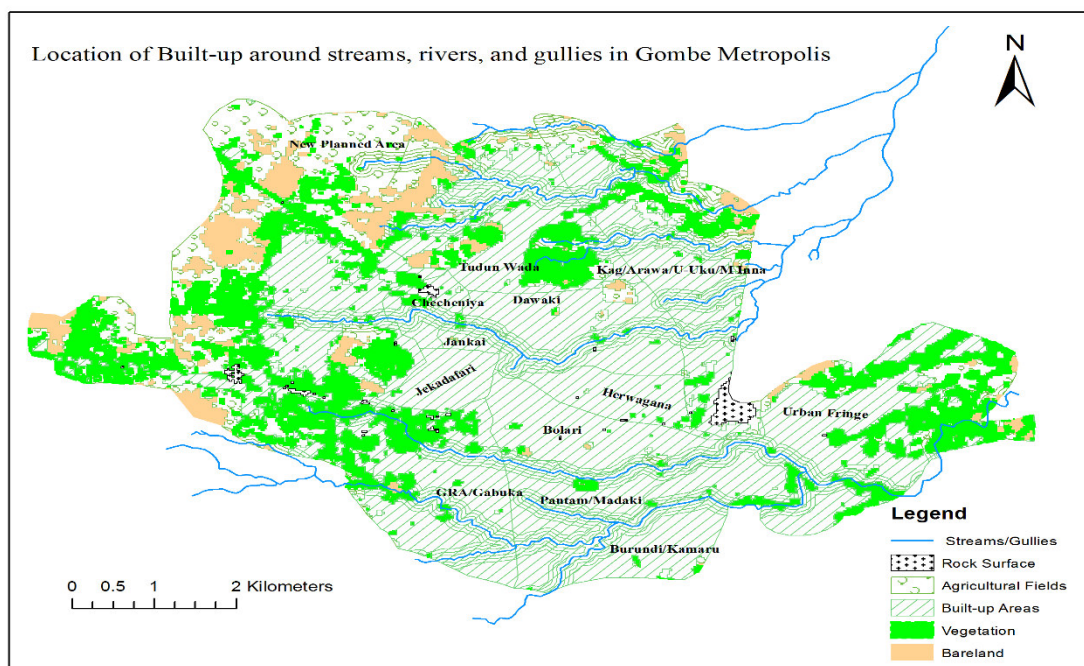 Location of Built-up around streams, rivers, and gullies in Gombe Metropolis
N
New Planned Area
Tudun Wada
Kag/Arawa/U Uku/M Inna
Checheniya
Dawaki
Jankai
Jekadafari
Herwagana
Urban Fringe
Bolari
GRA/Gabuka
Pantam/Madaki
Burundi/Kamaru
Legend
Streams/Gullies
Rock Surface
Agricultural Fields
Built-up Areas
Vegetation
Bareland
0 0.5 1 2 Kilometers